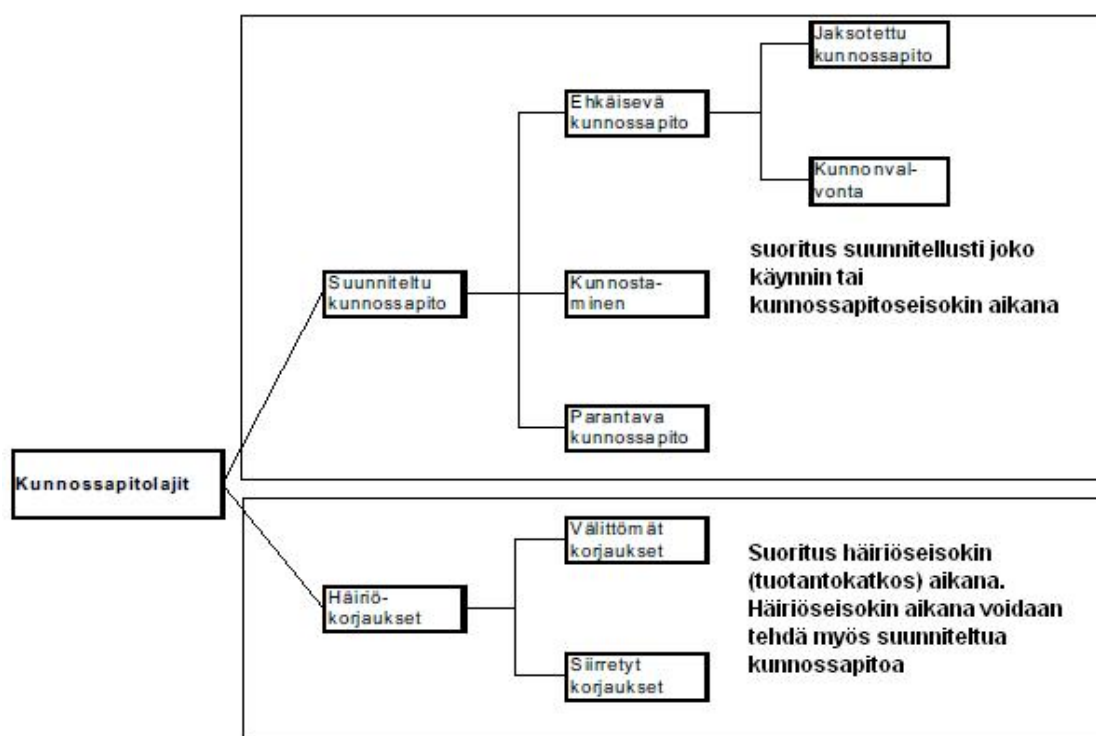 Jaksotettu
kunnossapito
Ehkäisevä
kunnossapito
Kunnonval-
vonta
suoritus suunnitellusti joko
käynnin tai
kunnossapitoseisokin aikana
Suunniteltu
kunnossapito
Kunnosta-
minen
Parantava
kunnossapito
Kunnossapitolajit
Välittömät
korjaukset
Suoritus häiriöseisokin
(tuotantokatkos) aikana.
Häiriöseisokin aikana voidaan
tehdä myös suunniteltua
kunnossapitoa
Häiriö-
korjaukset
Siirretyt
korjaukset